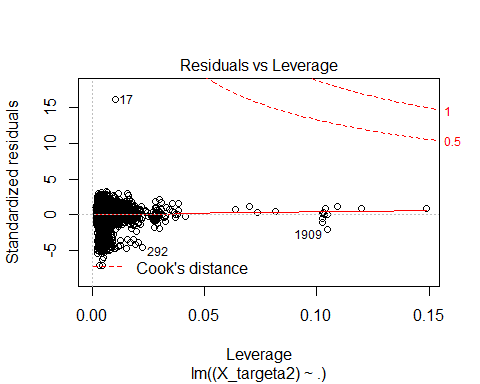 Residuals vs Leverage
Standardized residuals
15
10
5
0
-5
17
292
1909
1
0.5
Cook's distance
0.00
0.05
0.10
0.15
Leverage
lm((X_targeta2) ~ .)